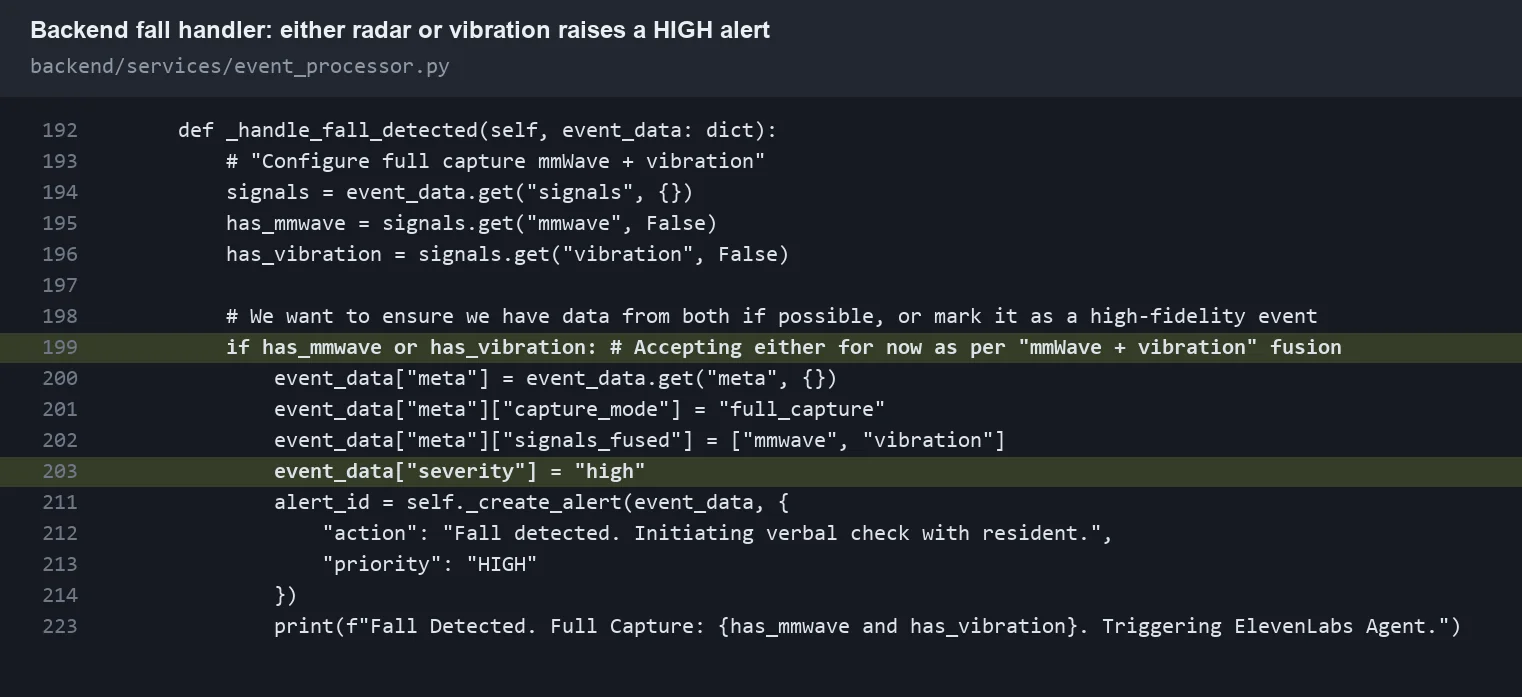 Backend fall handler: either radar or vibration raises a HIGH alert
backend/services/event_processor.py
192        def _handle_fall_detected(self, event_data: dict):
193            # "Configure full capture mmWave + vibration"
194            signals = event_data.get("signals", {})
195            has_mmwave = signals.get("mmwave", False)
196            has_vibration = signals.get("vibration", False)
197
198            # We want to ensure we have data from both if possible, or mark it as a high-fidelity event
199            if has_mmwave or has_vibration: # Accepting either for now as per "mmWave + vibration" fusion
200                event_data["meta"] = event_data.get("meta", {})
201                event_data["meta"]["capture_mode"] = "full_capture"
202                event_data["meta"]["signals_fused"] = ["mmwave", "vibration"]
203                event_data["severity"] = "high"
211                alert_id = self._create_alert(event_data, {
212                    "action": "Fall detected. Initiating verbal check with resident.",
213                    "priority": "HIGH"
214                })
223                print(f"Fall Detected. Full Capture: {has_mmwave and has_vibration}. Triggering ElevenLabs Agent.")